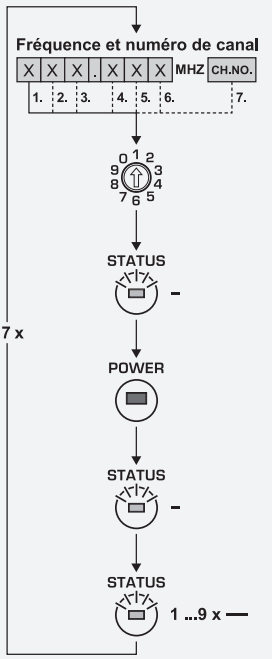 Fréquence et numéro de canal
X X X . X X X MHZ CH.NO.
1. 2. 3. 4. 5. 6. 7.
0 1 2
9 3
8 4
7 6 5
STATUS
–
7 x
POWER
STATUS
–
STATUS
1 ...9 x —